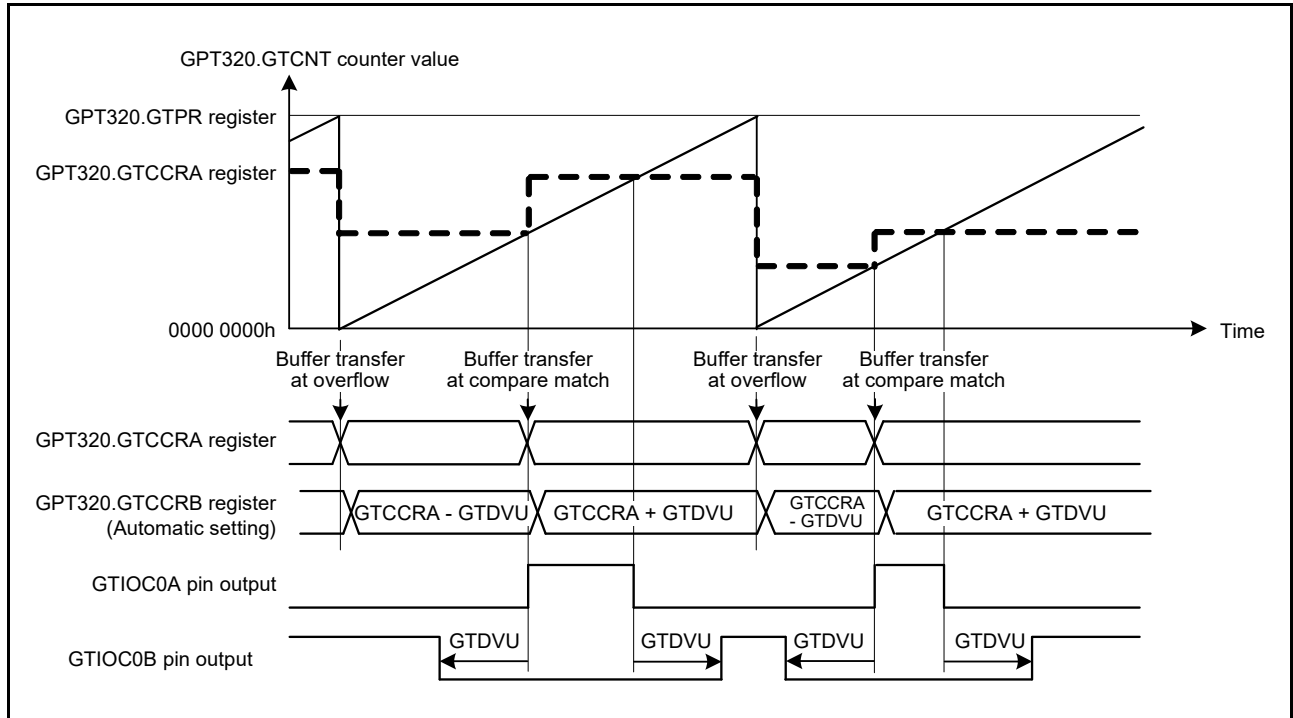 GPT320.GTCNT counter value
GPT320.GTPR register
GPT320.GTCCRA register
0000 0000h
Time
Buffer transfer
at overflow
Buffer transfer
at compare match
Buffer transfer
at overflow
Buffer transfer
at compare match
GPT320.GTCCRA register
GPT320.GTCCRB register
(Automatic setting)
GTCCRA - GTDVU
GTCCRA + GTDVU
GTCCRA
- GTDVU
GTCCRA + GTDVU
GTIOC0A pin output
GTIOC0B pin output
GTDVU
GTDVU
GTDVU
GTDVU